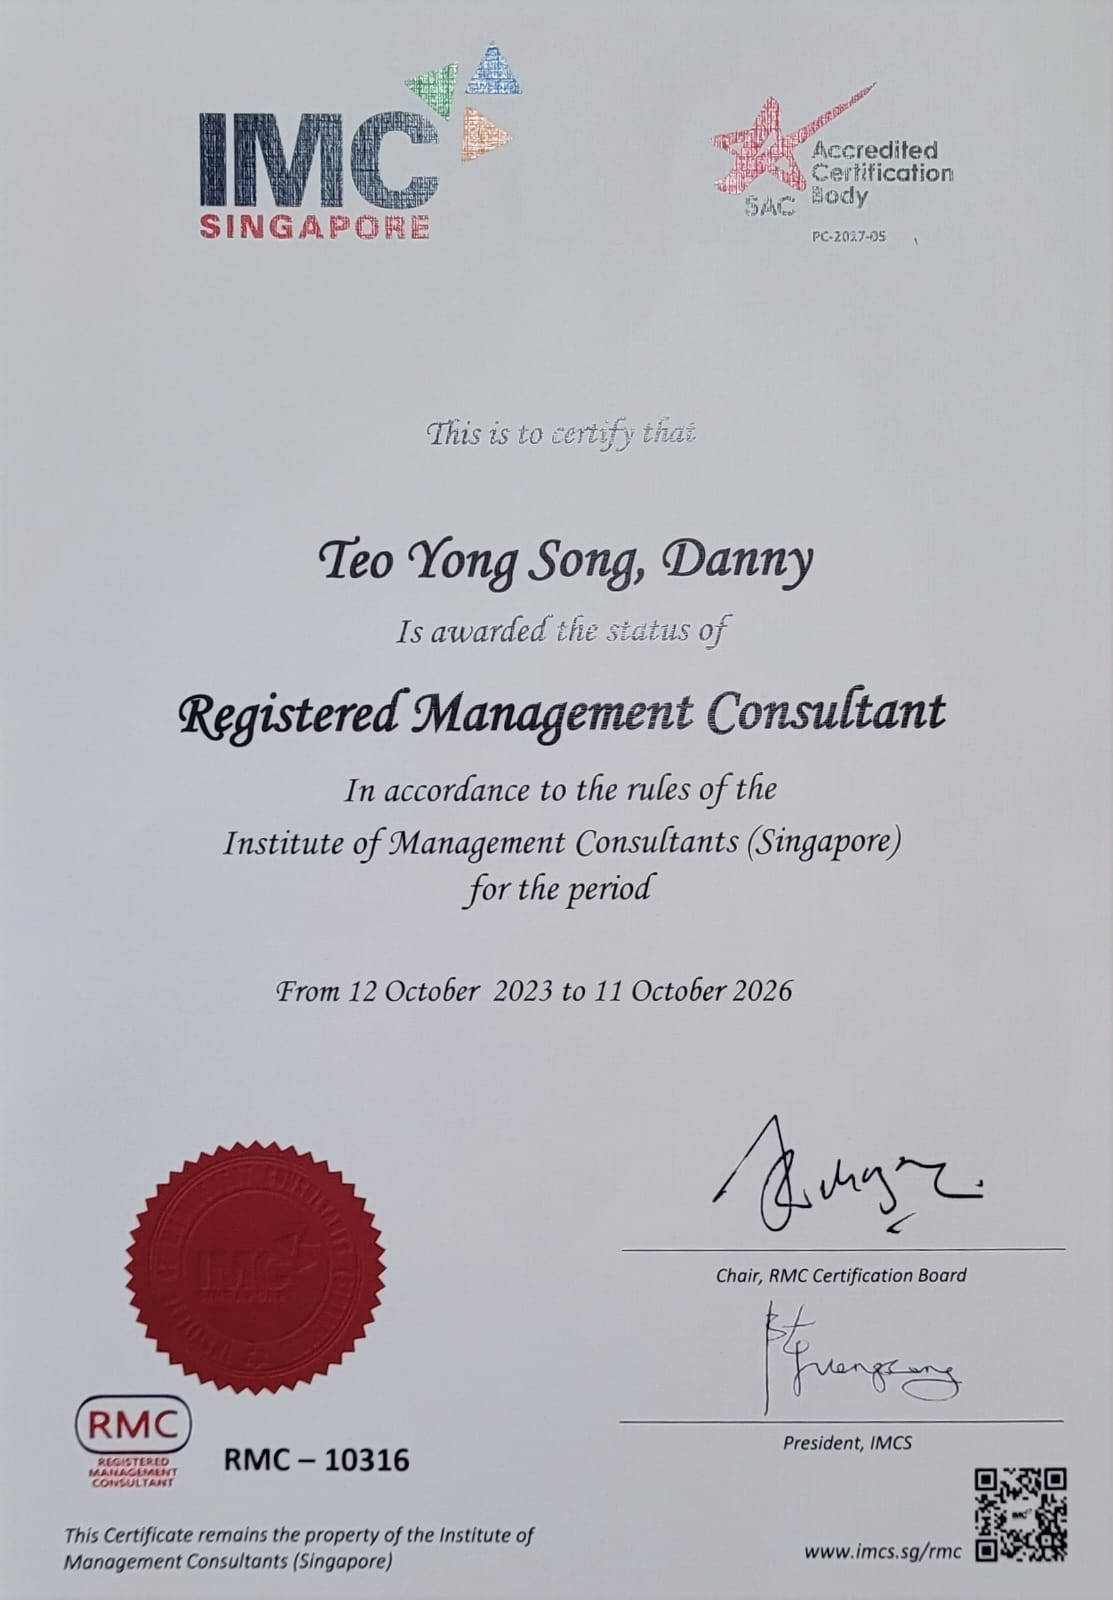 IMC
SINGAPORE
SAC
Accredited
Certification
Body
PC-2017-05
This is to certify that
Teo Yong Song, Danny
Is awarded the status of
Registered Management Consultant
In accordance to the rules of the
Institute of Management Consultants (Singapore)
for the period
From 12 October 2023 to 11 October 2026
Chair, RMC Certification Board
President, IMCS
IMC
SINGAPORE
RMC
REGISTERED
MANAGEMENT
CONSULTANT
RMC – 10316
This Certificate remains the property of the Institute of
Management Consultants (Singapore)
www.imcs.sg/rmc